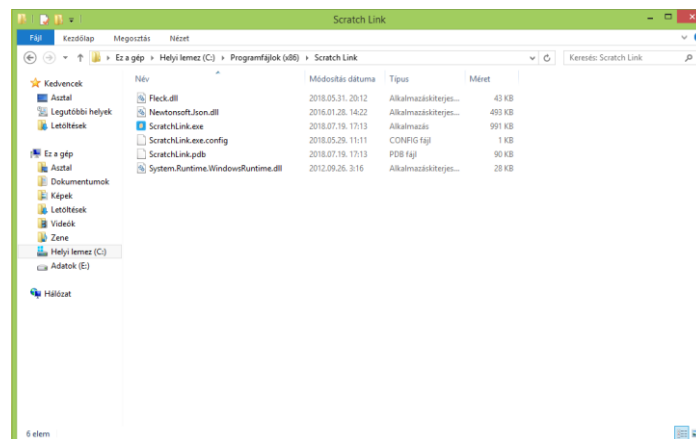 Scratch Link
Fájl Kezdőlap Megosztás Nézet
Ez a gép Helyi lemez (C:) Programfájlok (x86) Scratch Link Keresés: Scratch Link
Név Módosítás dátuma Típus Méret
Fleck.dll 2018.05.31. 20:12 Alkalmazáskiterjes... 43 KB
Newtonsoft.Json.dll 2016.01.28. 14:22 Alkalmazáskiterjes... 493 KB
ScratchLink.exe 2018.07.19. 17:13 Alkalmazás 991 KB
ScratchLink.exe.config 2018.05.29. 11:11 CONFIG fájl 1 KB
ScratchLink.pdb 2018.07.19. 17:13 PDB fájl 90 KB
System.Runtime.WindowsRuntime.dll 2012.09.26. 3:16 Alkalmazáskiterjes... 28 KB
Kedvencek
Asztal
Legutóbbi helyek
Letöltések
Ez a gép
Asztal
Dokumentumok
Képek
Letöltések
Videók
Zene
Helyi lemez (C:)
Adatok (E:)
Hálózat
6 elem